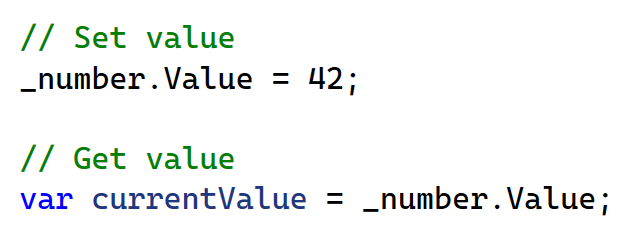 // Set value
_number.Value = 42;

// Get value
var currentValue = _number.Value;